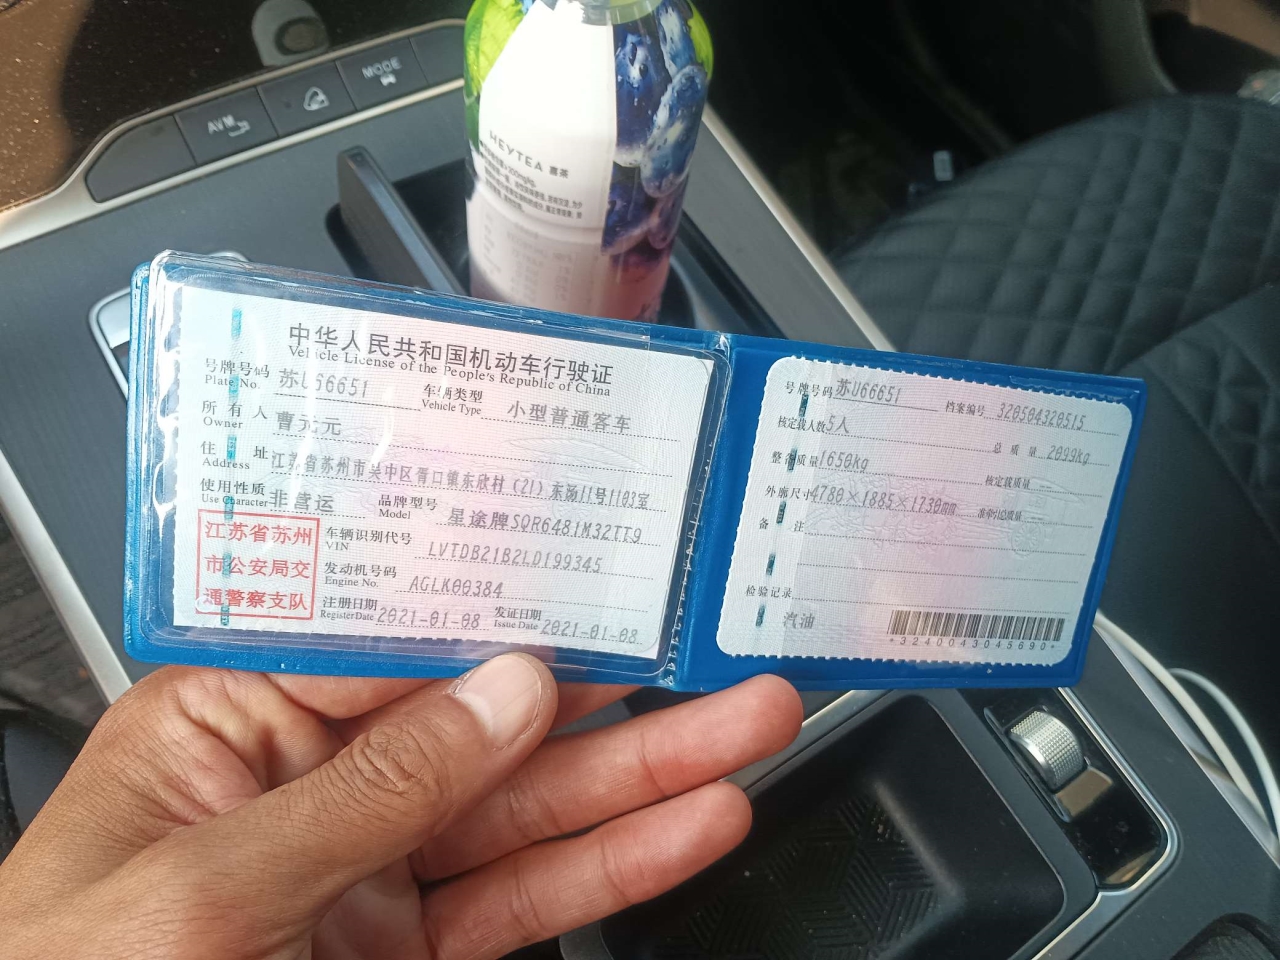 MODE
AVM
HEYTEA 喜茶
中华人民共和国机动车行驶证
Vehicle License of the People's Republic of China
号牌号码 苏U66651 车辆类型 小型普通客车
Plate No. Vehicle Type
所有人 曹元元
Owner
住址 江苏省苏州市吴中区胥口镇东欣村(21)东汤11号1103室
Address
使用性质 非营运 品牌型号 星途牌SQR6481M32TT9
Use Character Model
江苏省苏州
市公安局交
通警察支队
车辆识别代号 LVTDB21B2LD199345
VIN
发动机号码 AGLK00384
Engine No.
注册日期 2021-01-08 发证日期 2021-01-08
Register Date Issue Date
号牌号码 苏U66651 档案编号 320504320515
核定载人数 5人 总质量 2099kg
整备质量 1650kg 核定载质量 --
外廓尺寸 4780×1885×1730mm 准牵引总质量 --
备注
检验记录
汽油
*3240043045690*